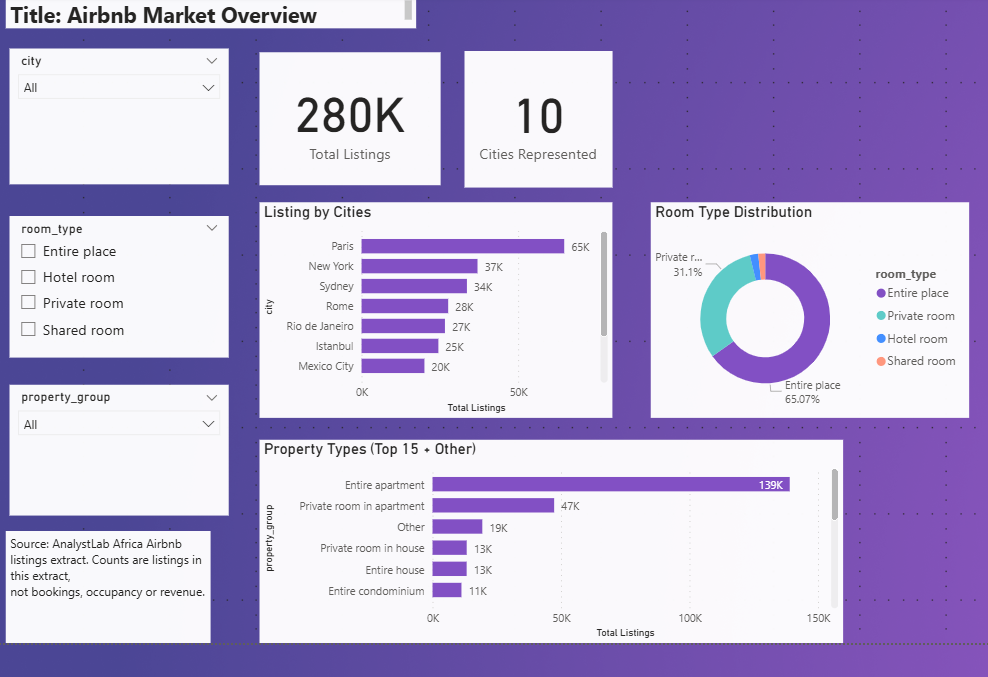 Title: Airbnb Market Overview
city
All
280K
Total Listings
10
Cities Represented
room_type
Entire place
Hotel room
Private room
Shared room
Listing by Cities
city
Paris
65K
New York
37K
Sydney
34K
Rome
28K
Rio de Janeiro
27K
Istanbul
25K
Mexico City
20K
0K
50K
Total Listings
Room Type Distribution
Private r...
31.1%
Entire place
65.07%
room_type
Entire place
Private room
Hotel room
Shared room
property_group
All
Property Types (Top 15 + Other)
property_group
Entire apartment
139K
Private room in apartment
47K
Other
19K
Private room in house
13K
Entire house
13K
Entire condominium
11K
0K
50K
100K
150K
Total Listings
Source: AnalystLab Africa Airbnb
listings extract. Counts are listings in
this extract,
not bookings, occupancy or revenue.